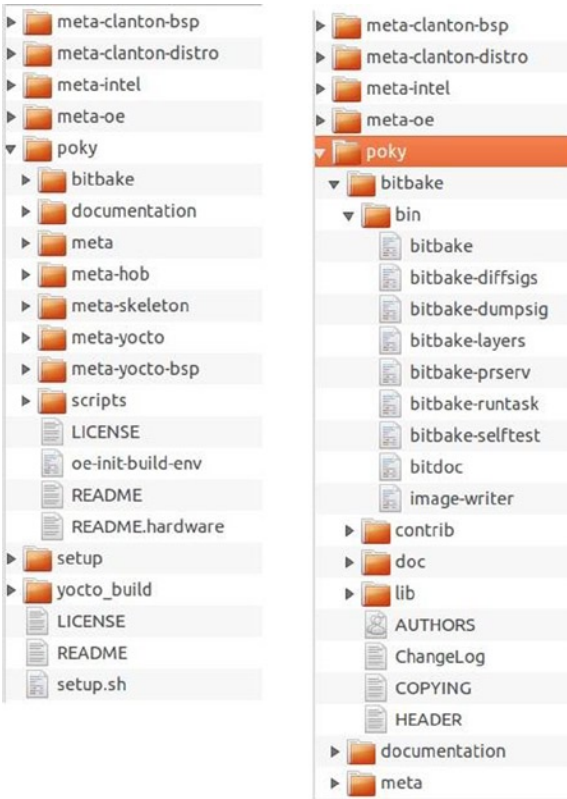 meta-clanton-bsp
meta-clanton-distro
meta-intel
meta-oe
poky
bitbake
documentation
meta
meta-hob
meta-skeleton
meta-yocto
meta-yocto-bsp
scripts
LICENSE
oe-init-build-env
README
README.hardware
setup
yocto_build
LICENSE
README
setup.sh
meta-clanton-bsp
meta-clanton-distro
meta-intel
meta-oe
poky
bitbake
bin
bitbake
bitbake-diffsigs
bitbake-dumpsig
bitbake-layers
bitbake-prserv
bitbake-runtask
bitbake-selftest
bitdoc
image-writer
contrib
doc
lib
AUTHORS
ChangeLog
COPYING
HEADER
documentation
meta